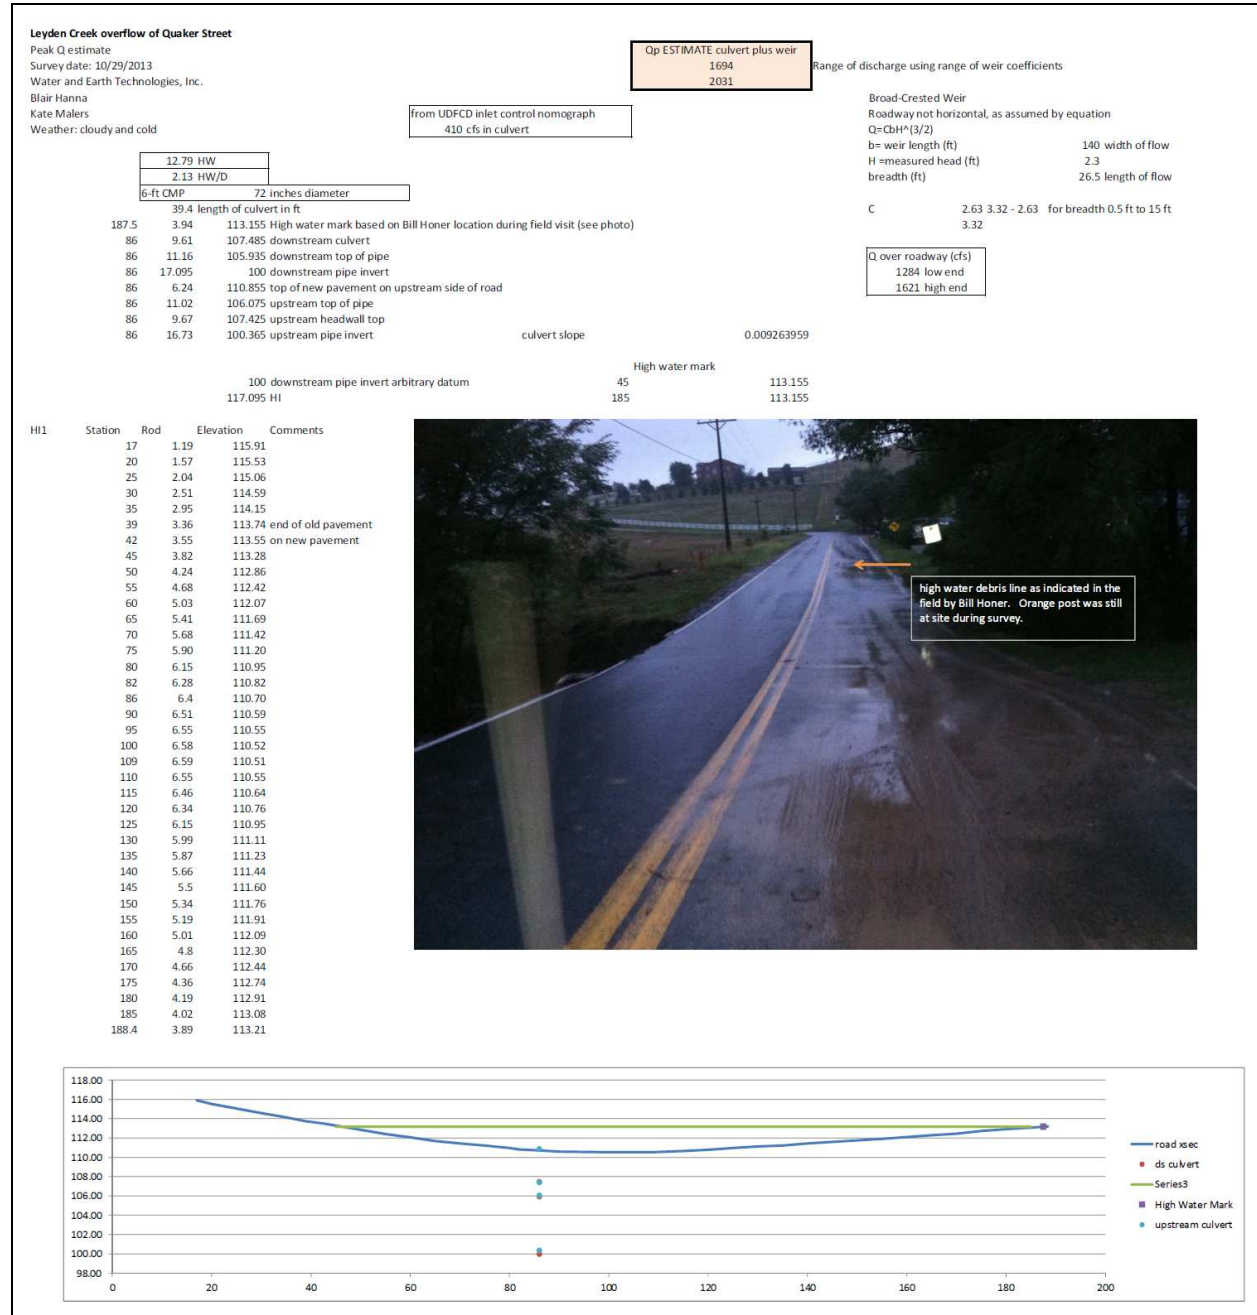 Leyden Creek overflow of Quaker Street
Peak Q estimate
Survey date: 10/29/2013
Water and Earth Technologies, Inc.
Blair Hanna
Kate Malers
Weather: cloudy and cold
Qp ESTIMATE culvert plus weir
1694
2031
Range of discharge using range of weir coefficients
from UDFCD inlet control nomograph
410 cfs in culvert
Broad-Crested Weir
Roadway not horizontal, as assumed by equation
Q=CbH^(3/2)
b= weir length (ft) 140 width of flow
H =measured head (ft) 2.3
breadth (ft) 26.5 length of flow
C 2.63 3.32 - 2.63 for breadth 0.5 ft to 15 ft
3.32
Q over roadway (cfs)
1284 low end
1621 high end
12.79 HW
2.13 HW/D
6-ft CMP 72 inches diameter
39.4 length of culvert in ft
187.5 3.94 113.155 High water mark based on Bill Honer location during field visit (see photo)
86 9.61 107.485 downstream culvert
86 11.16 105.935 downstream top of pipe
86 17.095 100 downstream pipe invert
86 6.24 110.855 top of new pavement on upstream side of road
86 11.02 106.075 upstream top of pipe
86 9.67 107.425 upstream headwall top
86 16.73 100.365 upstream pipe invert culvert slope 0.009263959
High water mark
100 downstream pipe invert arbitrary datum 45 113.155
117.095 HI 185 113.155
HI1 Station Rod Elevation Comments
17 1.19 115.91
20 1.57 115.53
25 2.04 115.06
30 2.51 114.59
35 2.95 114.15
39 3.36 113.74 end of old pavement
42 3.55 113.55 on new pavement
45 3.82 113.28
50 4.24 112.86
55 4.68 112.42
60 5.03 112.07
65 5.41 111.69
70 5.68 111.42
75 5.90 111.20
80 6.15 110.95
82 6.28 110.82
86 6.4 110.70
90 6.51 110.59
95 6.55 110.55
100 6.58 110.52
109 6.59 110.51
110 6.55 110.55
115 6.46 110.64
120 6.34 110.76
125 6.15 110.95
130 5.99 111.11
135 5.87 111.23
140 5.66 111.44
145 5.5 111.60
150 5.34 111.76
155 5.19 111.91
160 5.01 112.09
165 4.8 112.30
170 4.66 112.44
175 4.36 112.74
180 4.19 112.91
185 4.02 113.08
188.4 3.89 113.21
high water debris line as indicated in the
field by Bill Honer. Orange post was still
at site during survey.
118.00
116.00
114.00
112.00
110.00
108.00
106.00
104.00
102.00
100.00
98.00
0 20 40 60 80 100 120 140 160 180 200
road xsec
ds culvert
Series3
High Water Mark
upstream culvert